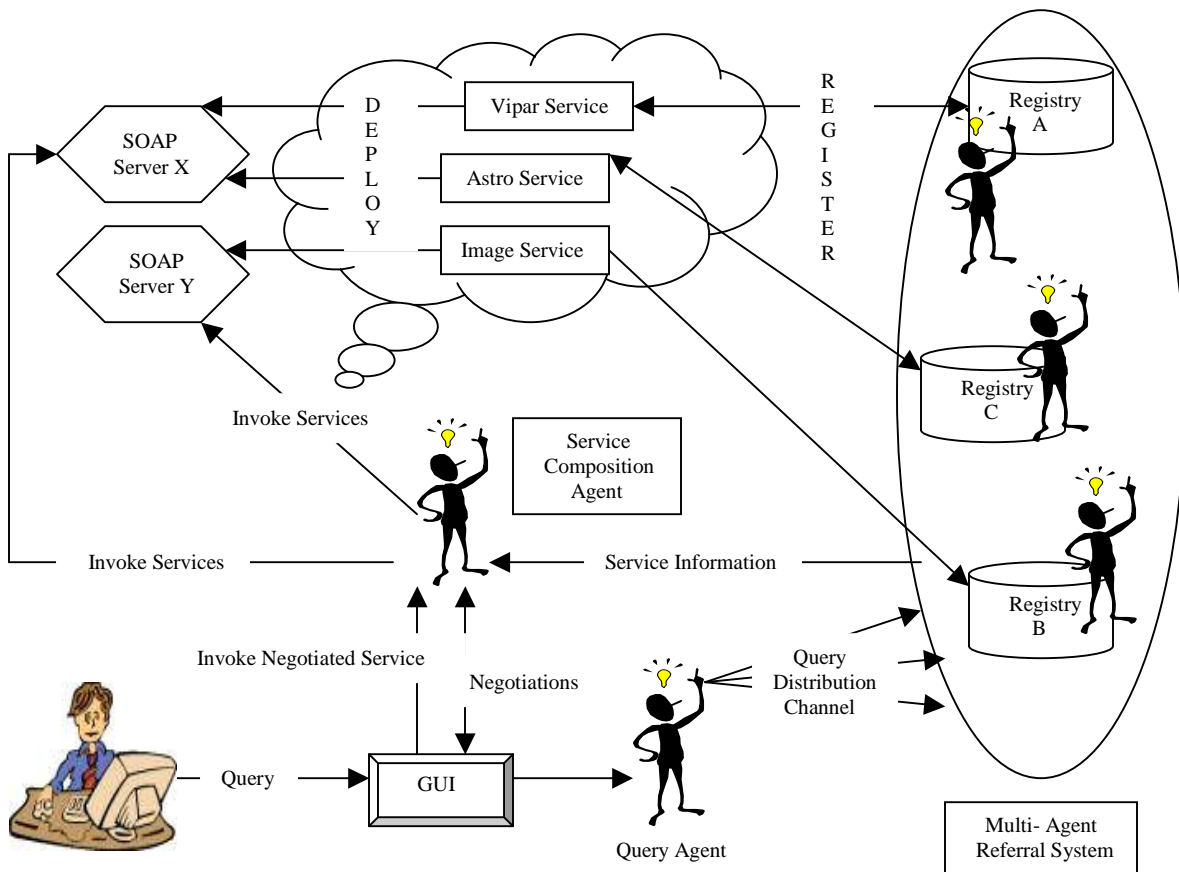 D
E
P
L
O
Y
R
E
G
I
S
T
E
R
Vipar Service
Registry
A
SOAP
Server X
Astro Service
Image Service
SOAP
Server Y
Registry
C
Invoke Services
Service
Composition
Agent
Invoke Services
Service Information
Registry
B
Invoke Negotiated Service
Negotiations
Query
Distribution
Channel
Query
GUI
Query Agent
Multi- Agent
Referral System